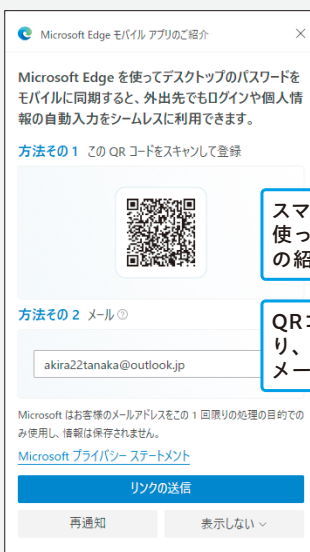 Microsoft Edge モバイル アプリのご紹介
Microsoft Edge を使ってデスクトップのパスワードを
モバイルに同期すると、外出先でもログインや個人情
報の自動入力をシームレスに利用できます。
方法その 1 この QR コードをスキャンして登録
スマ
使っ
の紹
方法その 2 メール
QRコ
り、
メー
akira22tanaka@outlook.jp
Microsoft はお客様のメールアドレスをこの 1 回限りの処理の目的での
み使用し、情報は保存されません。
Microsoft プライバシー ステートメント
リンクの送信
再通知 表示しない